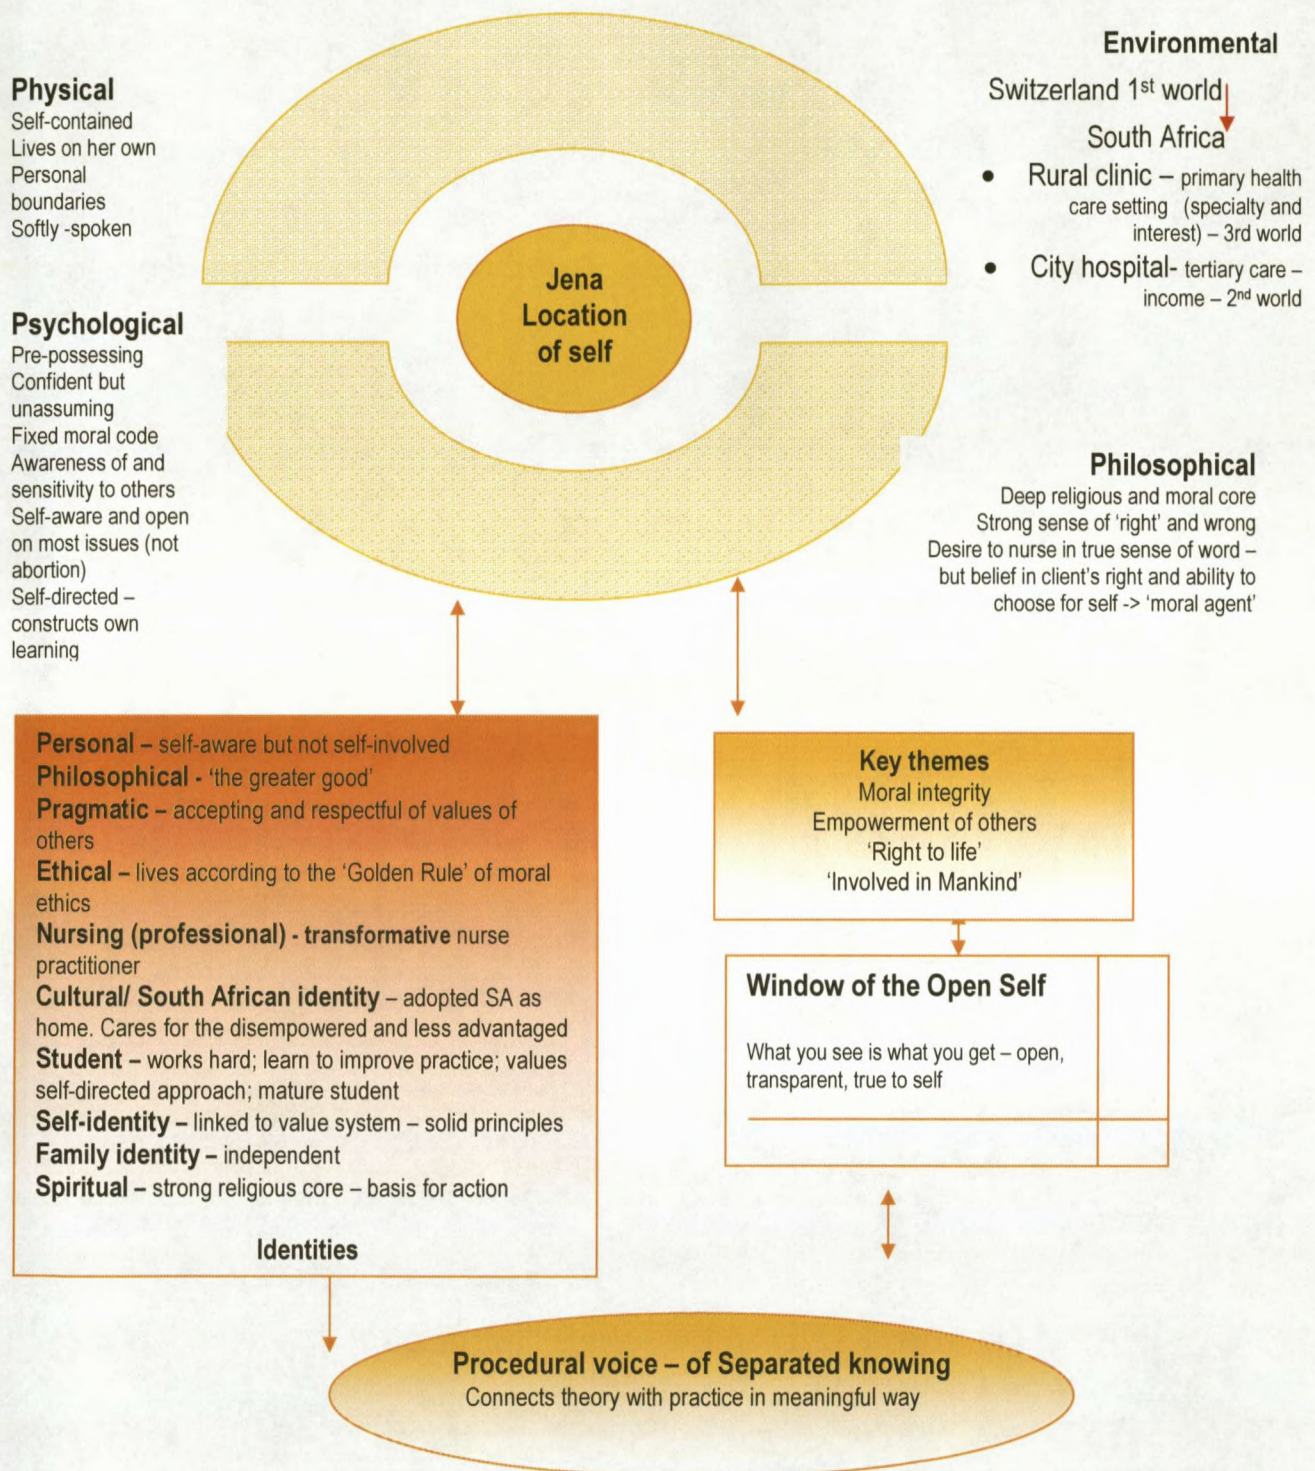 Physical
Self-contained
Lives on her own
Personal
boundaries
Softly -spoken
Psychological
Pre-possessing
Confident but
unassuming
Fixed moral code
Awareness of and
sensitivity to others
Self-aware and open
on most issues (not
abortion)
Self-directed –
constructs own
learning
Jena
Location
of self
Environmental
Switzerland 1st world
South Africa
• Rural clinic – primary health
care setting (specialty and
interest) – 3rd world
• City hospital- tertiary care –
income – 2nd world
Philosophical
Deep religious and moral core
Strong sense of ‘right’ and wrong
Desire to nurse in true sense of word –
but belief in client’s right and ability to
choose for self -> ‘moral agent’
Personal – self-aware but not self-involved
Philosophical - ‘the greater good’
Pragmatic – accepting and respectful of values of
others
Ethical – lives according to the ‘Golden Rule’ of moral
ethics
Nursing (professional) - transformative nurse
practitioner
Cultural/ South African identity – adopted SA as
home. Cares for the disempowered and less advantaged
Student – works hard; learn to improve practice; values
self-directed approach; mature student
Self-identity – linked to value system – solid principles
Family identity – independent
Spiritual – strong religious core – basis for action
Identities
Key themes
Moral integrity
Empowerment of others
‘Right to life’
‘Involved in Mankind’
Window of the Open Self
What you see is what you get – open,
transparent, true to self
Procedural voice – of Separated knowing
Connects theory with practice in meaningful way